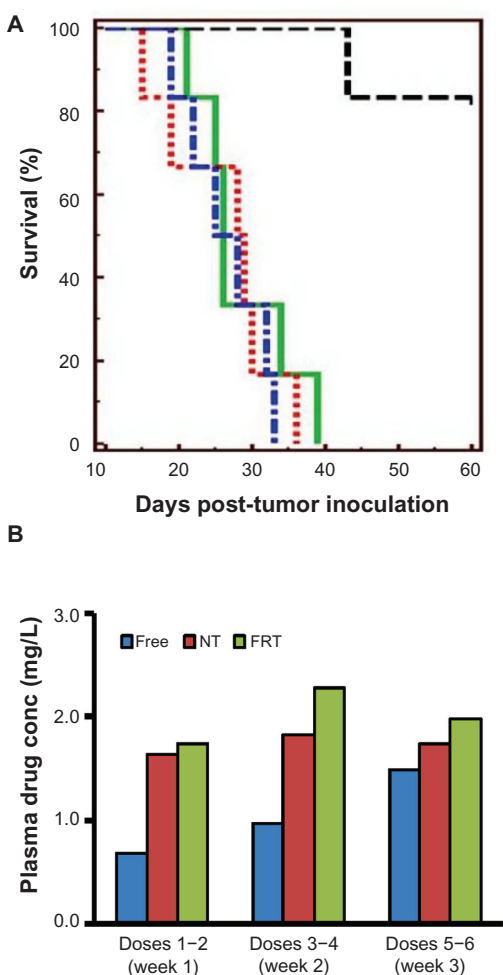 A
100
80
60
40
20
0
Survival (%)
10 20 30 40 50 60
Days post-tumor inoculation
B
3.0
2.0
1.0
0.0
Plasma drug conc (mg/L)
Free NT FRT
Doses 1–2 Doses 3–4 Doses 5–6
(week 1) (week 2) (week 3)